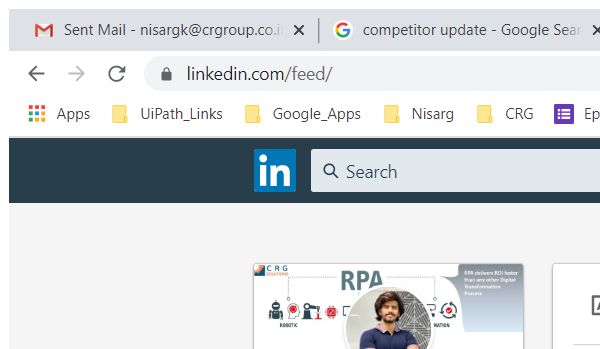 Sent Mail - nisargk@crgroup.co.i
competitor update - Google Sear
linkedin.com/feed/
Apps UiPath_Links Google_Apps Nisarg CRG Ep
in Search
CRG
SOLUTIONS
RPA
RPA delivers ROI faster
than any other Digital
Transformation
Process
ROBOTIC MATION